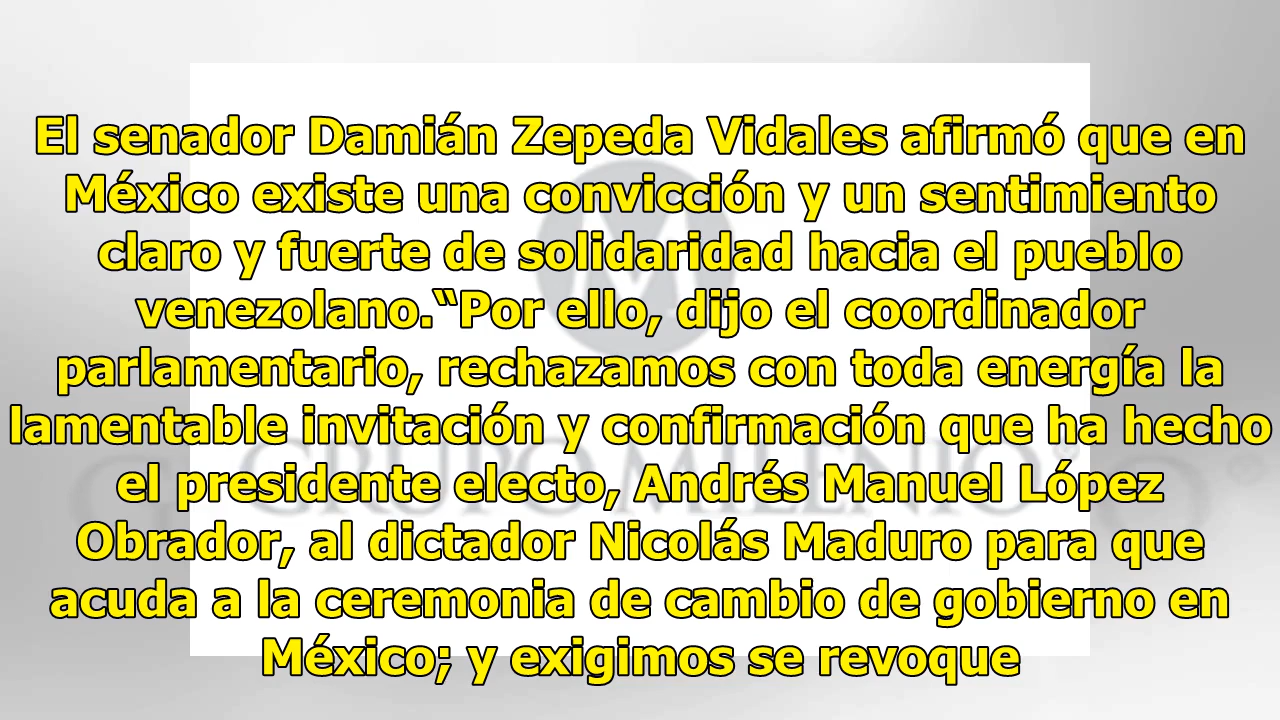 El senador Damián Zepeda Vidales afirmó que en
México existe una convicción y un sentimiento
claro y fuerte de solidaridad hacia el pueblo
venezolano.“Por ello, dijo el coordinador
parlamentario, rechazamos con toda energía la
lamentable invitación y confirmación que ha hecho
el presidente electo, Andrés Manuel López
Obrador, al dictador Nicolás Maduro para que
acuda a la ceremonia de cambio de gobierno en
México; y exigimos se revoque
GRUPO MILENIO